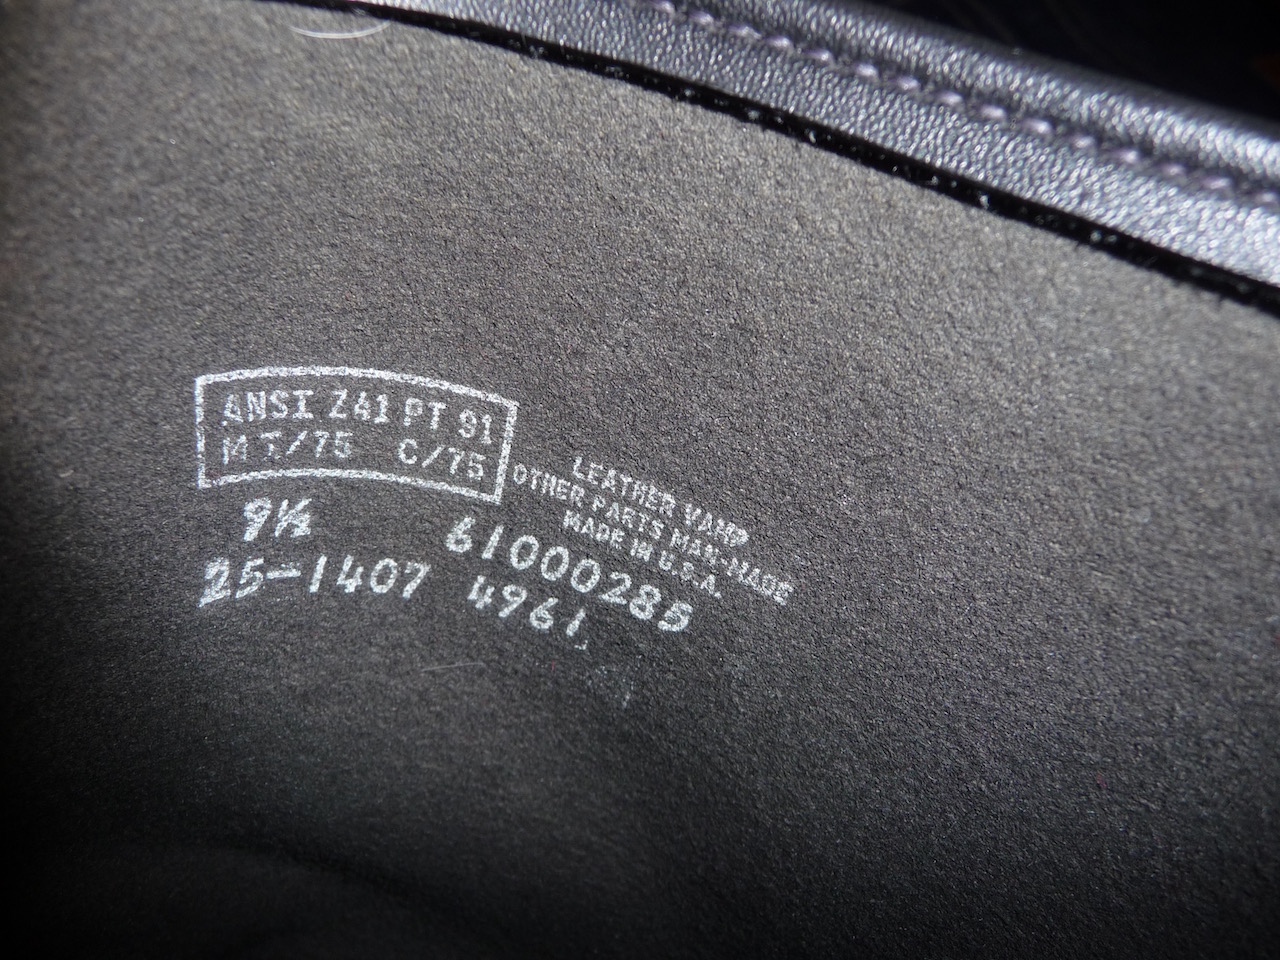 ANSI Z41 PT 91
M I/75 C/75
LEATHER VAMP
OTHER PARTS MAN-MADE
MADE IN U.S.A.
9½ 61000285
25-1407 4961